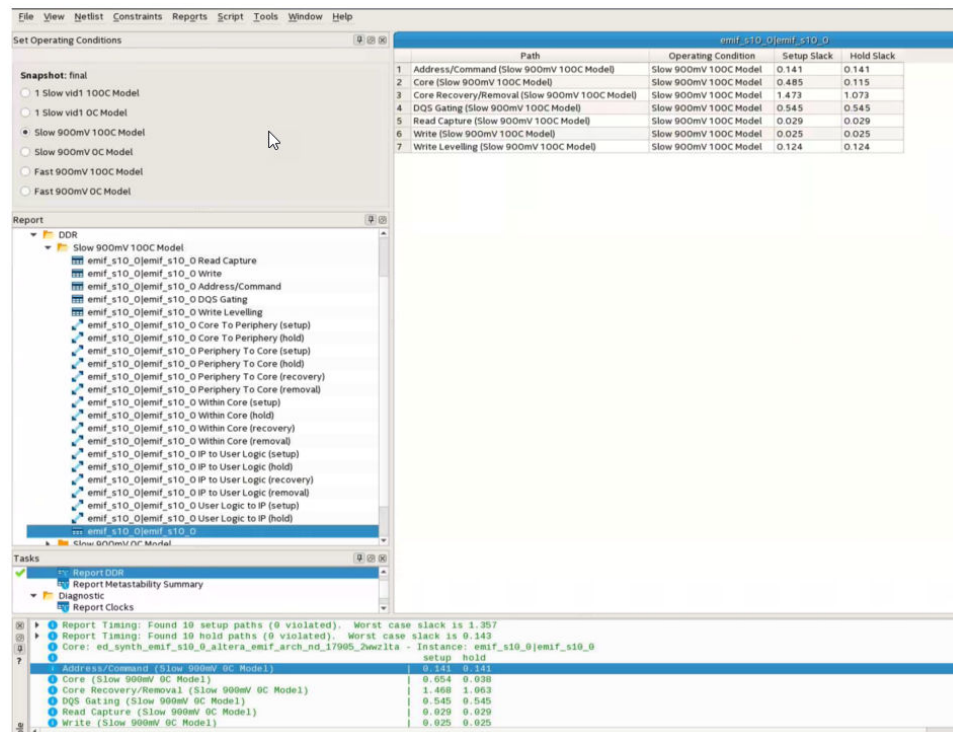 File View Netlist Constraints Reports Script Tools Window Help
Set Operating Conditions
Snapshot: final
1 Slow vid1 100C Model
1 Slow vid1 0C Model
Slow 900mV 100C Model
Slow 900mV 0C Model
Fast 900mV 100C Model
Fast 900mV 0C Model
Report
DDR
Slow 900mV 100C Model
emif_s10_0|emif_s10_0 Read Capture
emif_s10_0|emif_s10_0 Write
emif_s10_0|emif_s10_0 Address/Command
emif_s10_0|emif_s10_0 DQS Gating
emif_s10_0|emif_s10_0 Write Levelling
emif_s10_0|emif_s10_0 Core To Periphery (setup)
emif_s10_0|emif_s10_0 Core To Periphery (hold)
emif_s10_0|emif_s10_0 Periphery To Core (setup)
emif_s10_0|emif_s10_0 Periphery To Core (hold)
emif_s10_0|emif_s10_0 Periphery To Core (recovery)
emif_s10_0|emif_s10_0 Periphery To Core (removal)
emif_s10_0|emif_s10_0 Within Core (setup)
emif_s10_0|emif_s10_0 Within Core (hold)
emif_s10_0|emif_s10_0 Within Core (recovery)
emif_s10_0|emif_s10_0 Within Core (removal)
emif_s10_0|emif_s10_0 IP to User Logic (setup)
emif_s10_0|emif_s10_0 IP to User Logic (hold)
emif_s10_0|emif_s10_0 IP to User Logic (recovery)
emif_s10_0|emif_s10_0 IP to User Logic (removal)
emif_s10_0|emif_s10_0 User Logic to IP (setup)
emif_s10_0|emif_s10_0 User Logic to IP (hold)
emif_s10_0|emif_s10_0
Slow 900mV 0C Model
Tasks
Report DDR
Report Metastability Summary
Diagnostic
Report Clocks
emif_s10_0|emif_s10_0
Path Operating Condition Setup Slack Hold Slack
1 Address/Command (Slow 900mV 100C Model) Slow 900mV 100C Model 0.141 0.141
2 Core (Slow 900mV 100C Model) Slow 900mV 100C Model 0.485 0.115
3 Core Recovery/Removal (Slow 900mV 100C Model) Slow 900mV 100C Model 1.473 1.073
4 DQS Gating (Slow 900mV 100C Model) Slow 900mV 100C Model 0.545 0.545
5 Read Capture (Slow 900mV 100C Model) Slow 900mV 100C Model 0.029 0.029
6 Write (Slow 900mV 100C Model) Slow 900mV 100C Model 0.025 0.025
7 Write Levelling (Slow 900mV 100C Model) Slow 900mV 100C Model 0.124 0.124
Report Timing: Found 10 setup paths (0 violated). Worst case slack is 1.357
Report Timing: Found 10 hold paths (0 violated). Worst case slack is 0.143
Core: ed_synth_emif_s10_0_altera_emif_arch_nd_17905_2wwzlta - Instance: emif_s10_0|emif_s10_0
setup hold
Address/Command (Slow 900mV 0C Model) | 0.141 0.141
Core (Slow 900mV 0C Model) | 0.654 0.038
Core Recovery/Removal (Slow 900mV 0C Model) | 1.468 1.063
DQS Gating (Slow 900mV 0C Model) | 0.545 0.545
Read Capture (Slow 900mV 0C Model) | 0.029 0.029
Write (Slow 900mV 0C Model) | 0.025 0.025